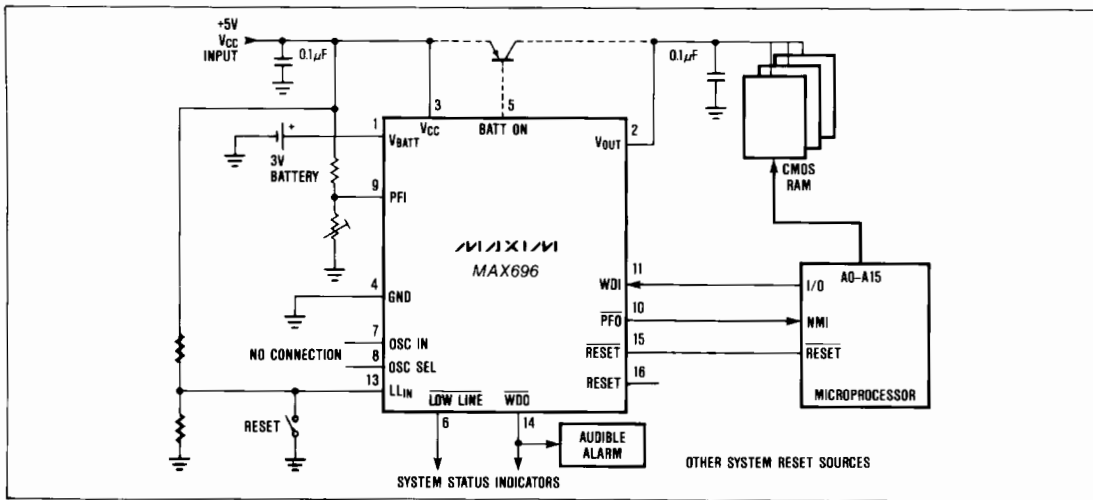 +5V
VCC
INPUT
0.1µF
0.1µF
3
5
1
VCC
BATT ON
2
VBATT
VOUT
3V
BATTERY
CMOS
RAM
9
PFI
MAXIM
MAX696
11
A0-A15
WDI
I/O
4
GND
10
PFO
NMI
7
OSC IN
15
RESET
RESET
NO CONNECTION
8
OSC SEL
16
RESET
13
LLIN
MICROPROCESSOR
LOW LINE
WDO
RESET
6
14
AUDIBLE
ALARM
OTHER SYSTEM RESET SOURCES
SYSTEM STATUS INDICATORS